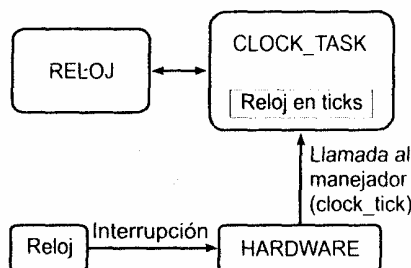 CLOCK_TASK
RELOJ
Reloj en ticks
Llamada al
manejador
(clock_tick)
Interrupción
Reloj
HARDWARE